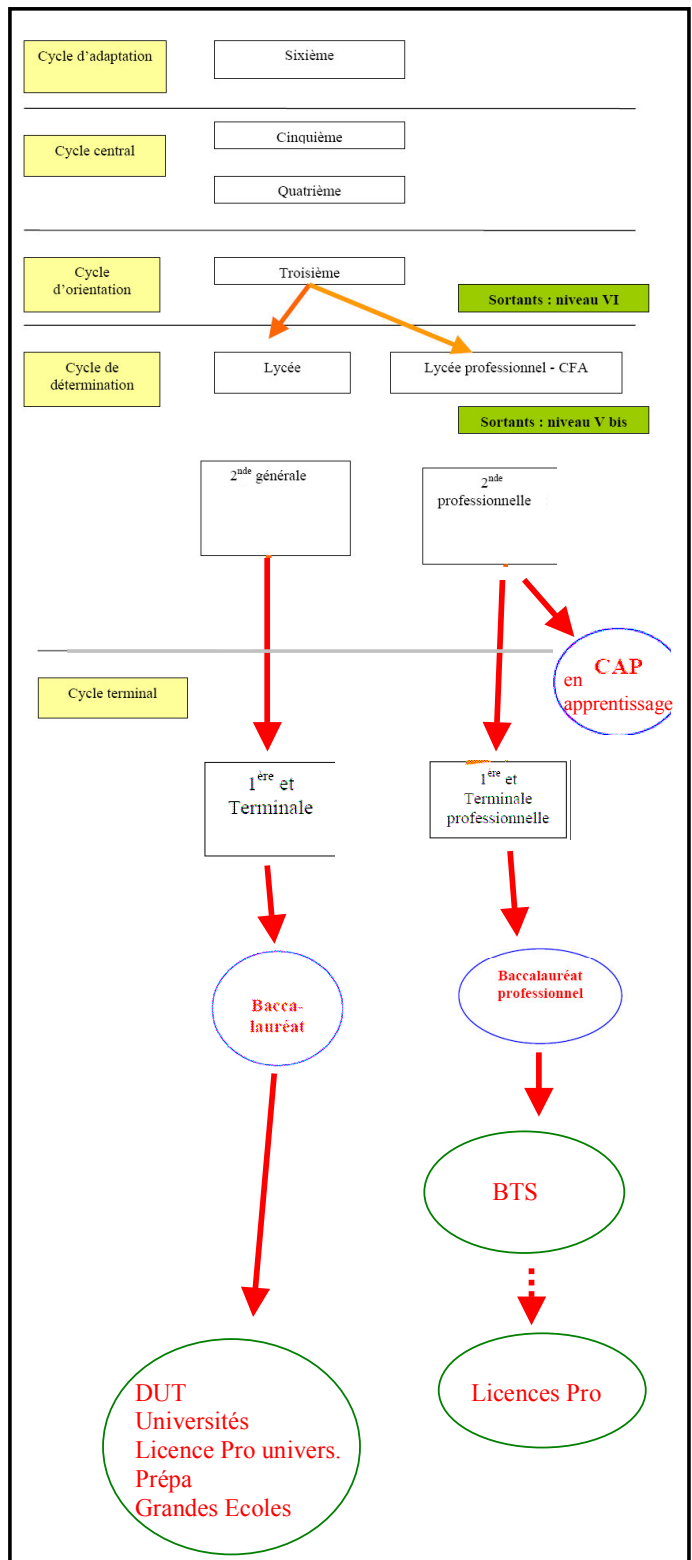 Cycle d'adaptation
Sixième
Cycle central
Cinquième
Quatrième
Cycle
d'orientation
Troisième
Sortants : niveau VI
Cycle de
détermination
Lycée
Lycée professionnel - CFA
Sortants : niveau V bis
2nde générale
2nde
professionnelle
CAP
en
apprentissage
Cycle terminal
1ère et
Terminale
1ère et
Terminale
professionnelle
Bacca-
lauréat
Baccalauréat
professionnel
BTS
DUT
Universités
Licence Pro univers.
Prépa
Grandes Ecoles
Licences Pro